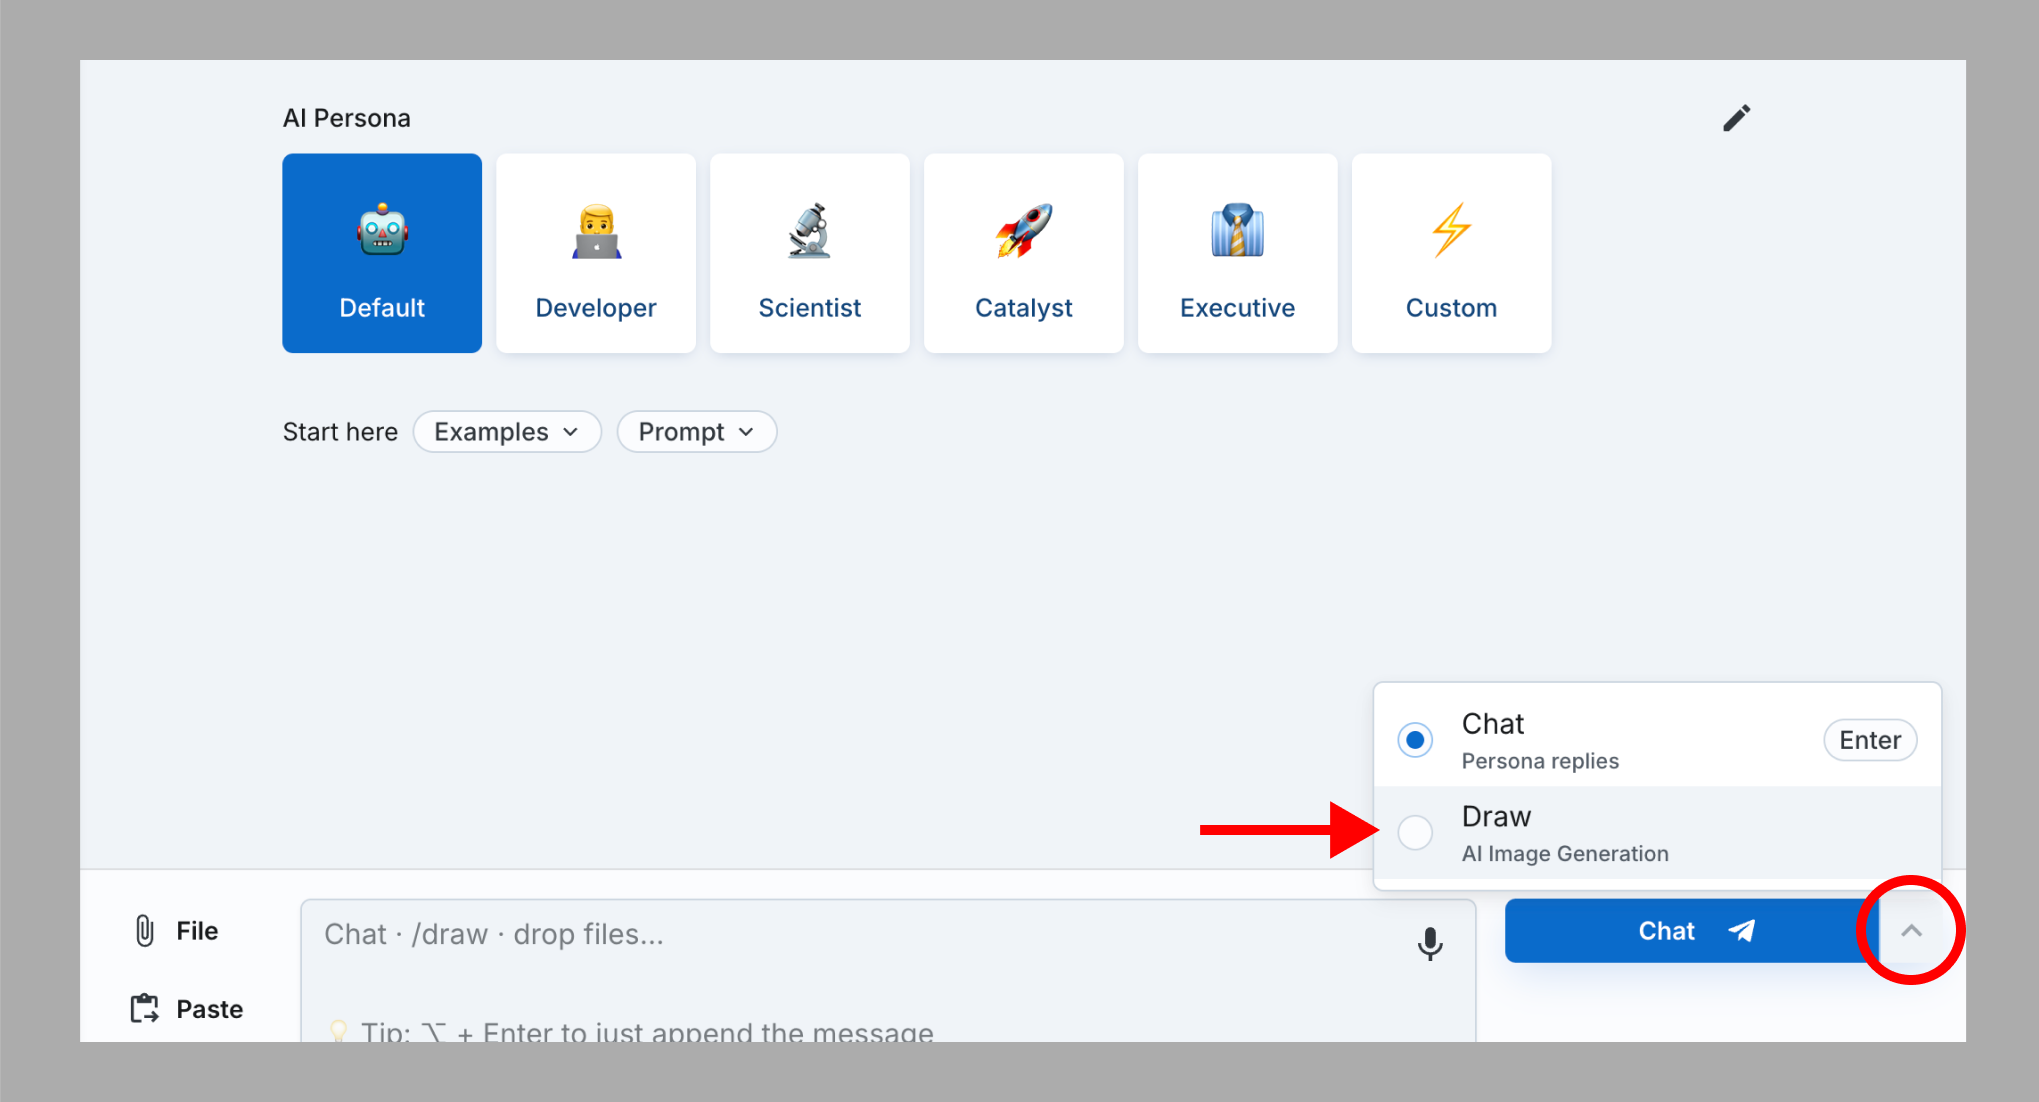 AI Persona
Default
Developer
Scientist
Catalyst
Executive
Custom
Start here
Examples
Prompt
Chat
Persona replies
Enter
Draw
AI Image Generation
File
Chat · /draw · drop files...
Chat
Paste
Tip: ⌥ + Enter to just append the message